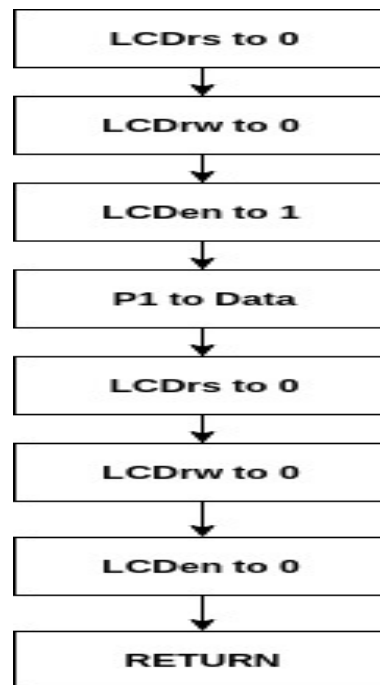 LCDrs to 0
LCDrw to 0
LCDen to 1
P1 to Data
LCDrs to 0
LCDrw to 0
LCDen to 0
RETURN